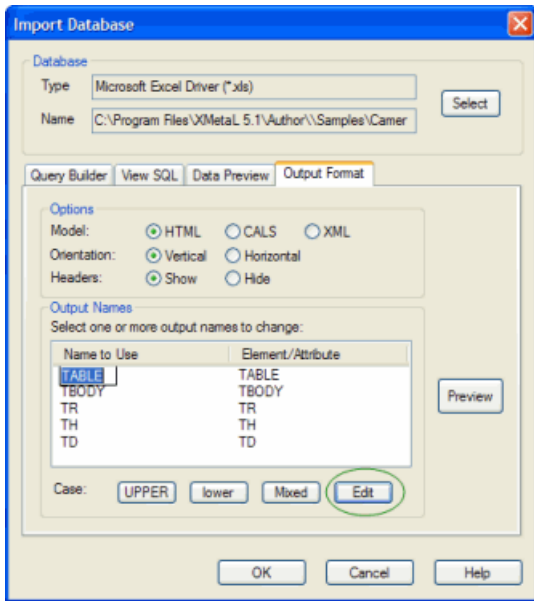 Import Database
Database
Type Microsoft Excel Driver (*.xls)
Select
Name C:\Program Files\XMetaL 5.1\Author\\Samples\Camer
Query Builder View SQL Data Preview Output Format
Options
Model: HTML CALS XML
Orientation: Vertical Horizontal
Headers: Show Hide
Output Names
Select one or more output names to change:
Name to Use Element/Attribute
TABLE TABLE
TBODY TBODY
TR TR
TH TH
TD TD
Preview
Case: UPPER lower Mixed Edit
OK Cancel Help